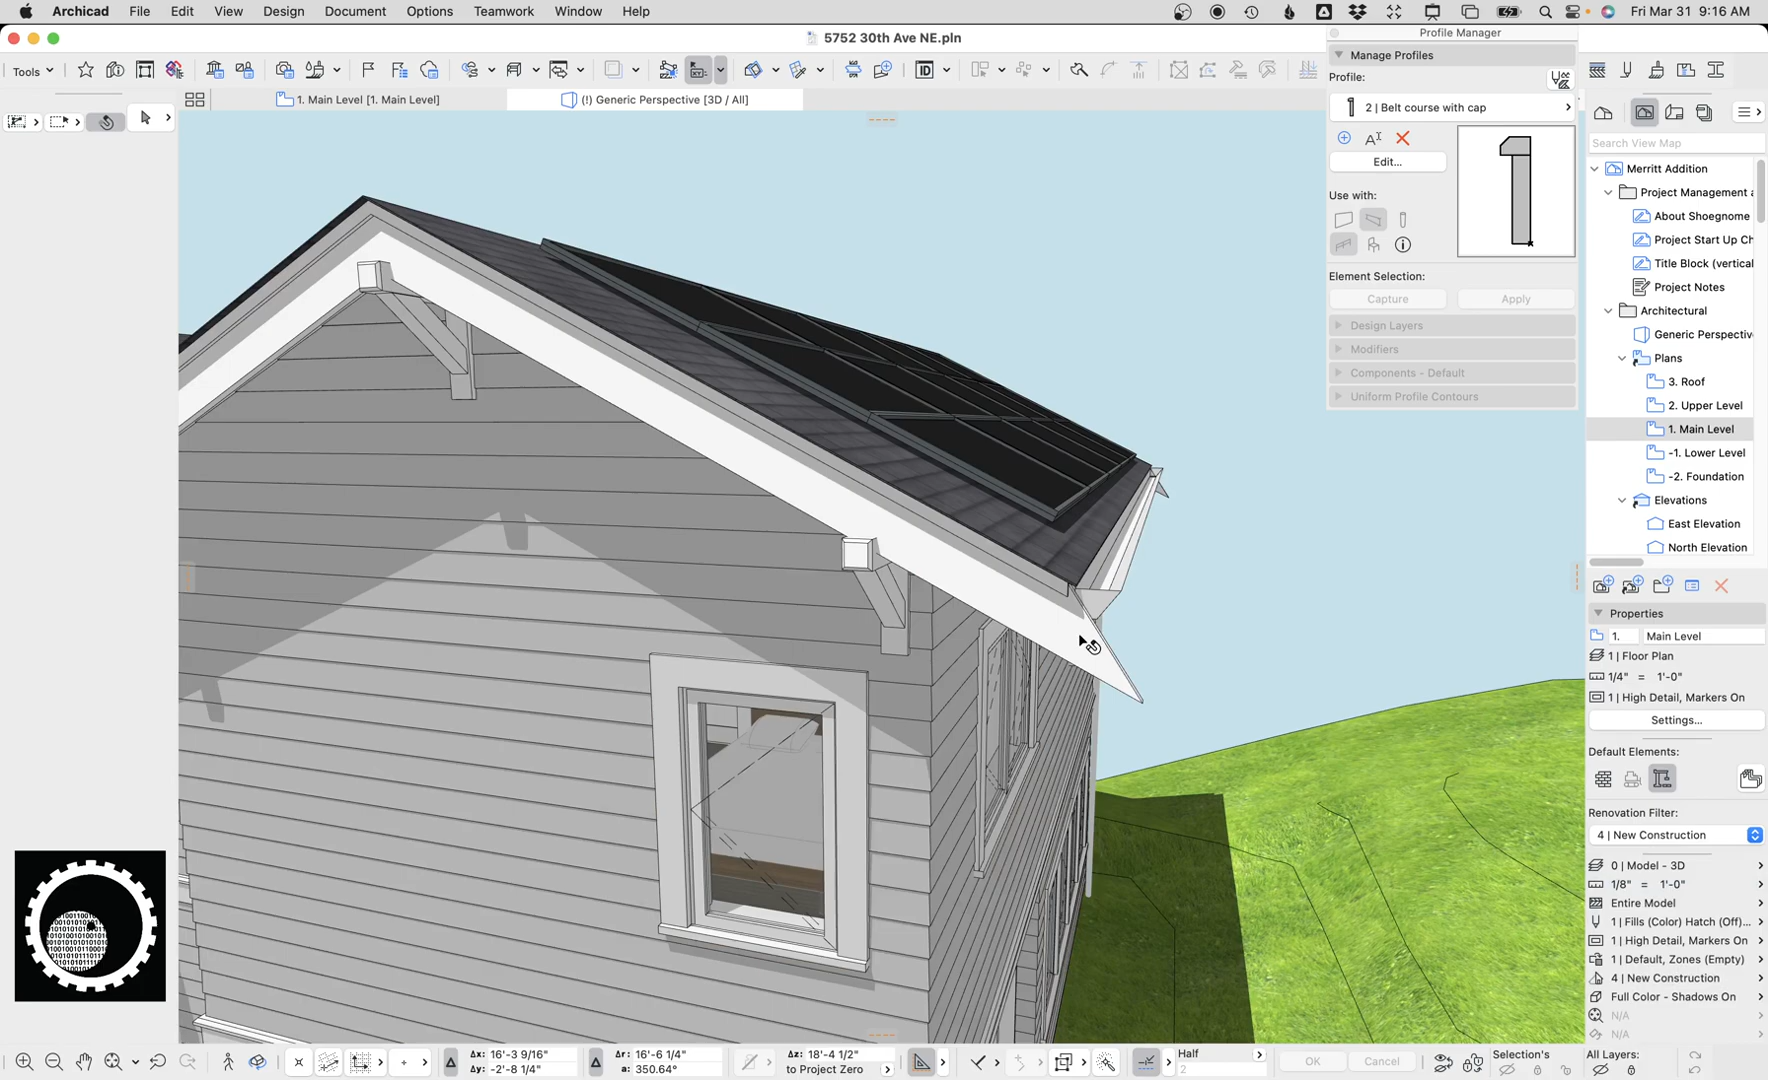 Archicad File Edit View Design Document Options Teamwork Window Help Fri Mar 31 9:16 AM
5752 30th Ave NE.pln
Profile Manager
Tools
Manage Profiles
Profile:
2 | Belt course with cap
Edit...
Use with:
Element Selection:
Capture Apply
Design Layers
Modifiers
Components - Default
Uniform Profile Contours
1. Main Level [1. Main Level]
(!) Generic Perspective [3D / All]
Search View Map
Merritt Addition
Project Management a
About Shoegnome
Project Start Up Ch
Title Block (vertical
Project Notes
Architectural
Generic Perspectiv
Plans
3. Roof
2. Upper Level
1. Main Level
-1. Lower Level
-2. Foundation
Elevations
East Elevation
North Elevation
Properties
1. Main Level
1 | Floor Plan
1/4" = 1'-0"
1 | High Detail, Markers On
Settings...
Default Elements:
Renovation Filter:
4 | New Construction
0 | Model - 3D
1/8" = 1'-0"
Entire Model
1 | Fills (Color) Hatch (Off)...
1 | High Detail, Markers On
1 | Default, Zones (Empty)
4 | New Construction
Full Color - Shadows On
N/A
N/A
Δx: 16'-3 9/16"
Δy: -2'-8 1/4"
Δr: 16'-6 1/4"
a: 350.64°
Δz: 18'-4 1/2"
to Project Zero
Half
2
OK Cancel
Selection's
All Layers: